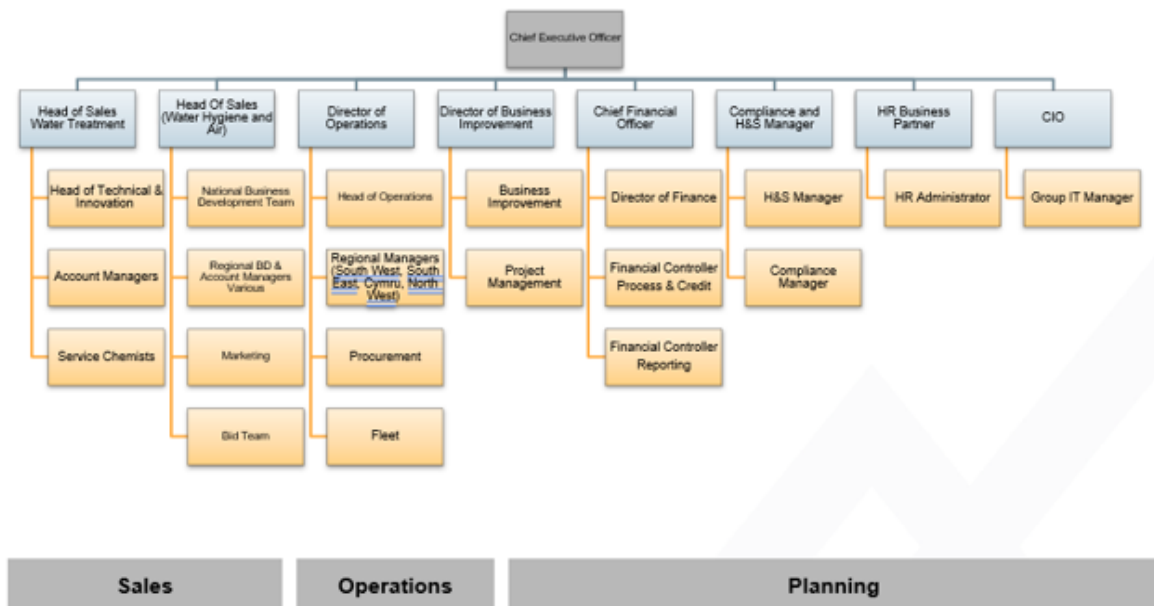 Chief Executive Officer
Head of Sales
Water Treatment
Head Of Sales
(Water Hygiene and
Air)
Director of
Operations
Director of Business
Improvement
Chief Financial
Officer
Compliance and
H&S Manager
HR Business
Partner
CIO
Head of Technical &
Innovation
National Business
Development Team
Head of Operations
Business
Improvement
Director of Finance
H&S Manager
HR Administrator
Group IT Manager
Account Managers
Regional BD &
Account Managers
Various
Regional Managers
(South West, South
East, Cymru, North
West)
Project
Management
Financial Controller
Process & Credit
Compliance
Manager
Service Chemists
Marketing
Procurement
Financial Controller
Reporting
Bid Team
Fleet
Sales
Operations
Planning